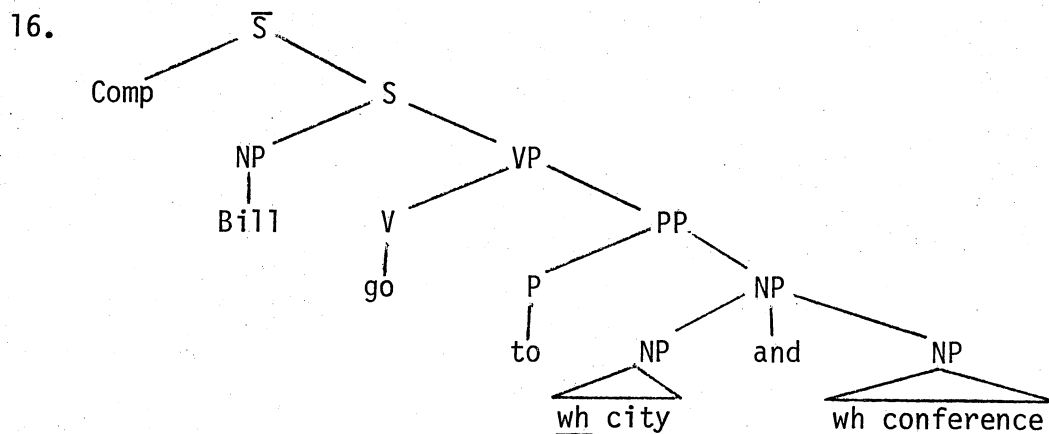 16. S̅
Comp S
NP VP
Bill V PP
go P NP
to NP and NP
wh city wh conference